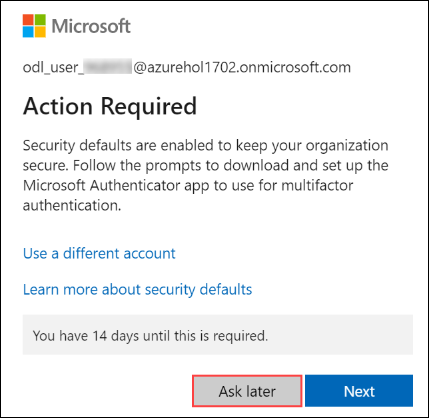 Microsoft
odl_user_@azurehol1702.onmicrosoft.com
Action Required
Security defaults are enabled to keep your organization
secure. Follow the prompts to download and set up the
Microsoft Authenticator app to use for multifactor
authentication.
Use a different account
Learn more about security defaults
You have 14 days until this is required.
Ask later
Next